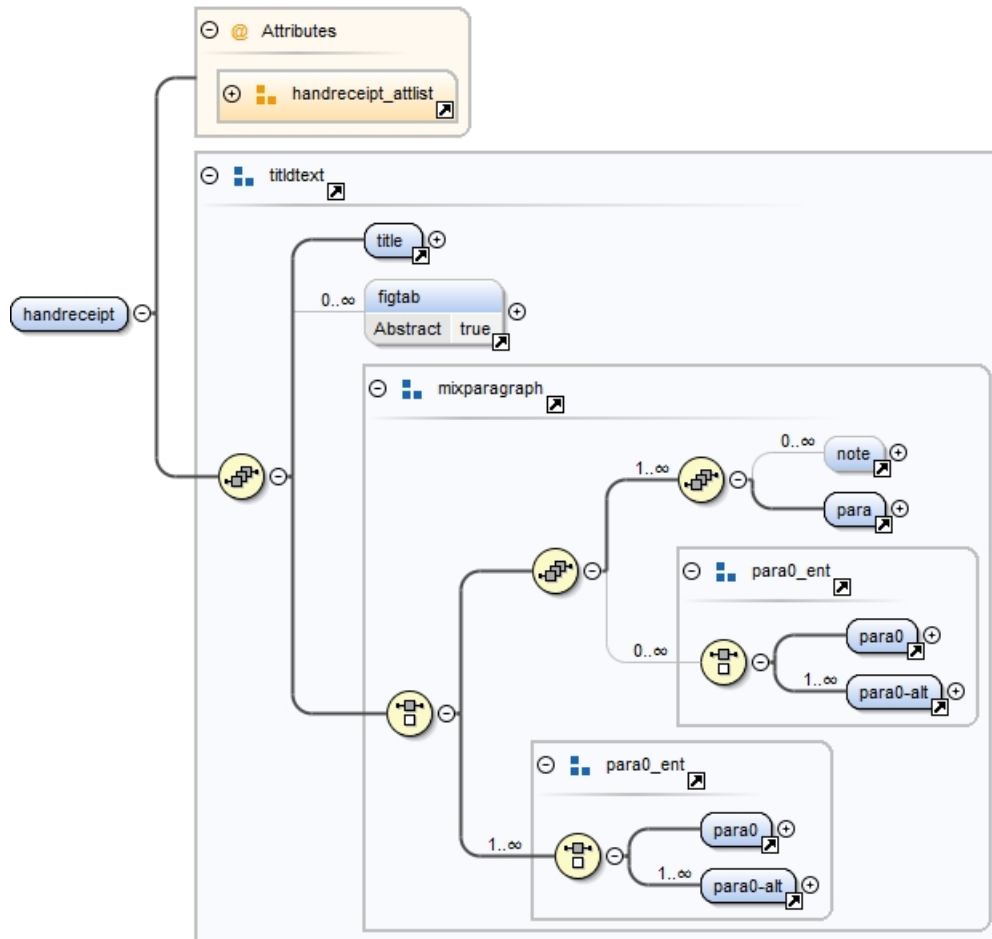 @ Attributes
handreceipt_attlist
titldtext
title
0..∞
figtab
Abstract true
handreceipt
mixparagraph
0..∞
note
1..∞
para
para0_ent
para0
0..∞
1..∞
para0-alt
para0_ent
para0
1..∞
1..∞
para0-alt